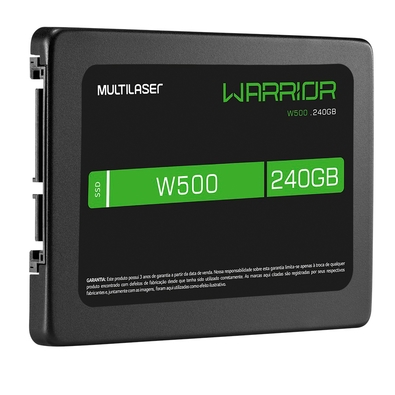 MULTILASER
WARRIOR
W500 .240GB
SSD
W500
240GB
GARANTIA: Este produto possui 3 anos de garantia a partir da data de venda. Nossa responsabilidade sobre esta garantia limita-se apenas à troca de qualquer
produto encontrado com defeitos de fabricação desde que tenha sido utilizado corretamente. As marcas aqui citadas são registradas por seus respectivos
fabricantes e, juntamente com as imagens, foram aqui utilizadas como efeito ilustrativo.